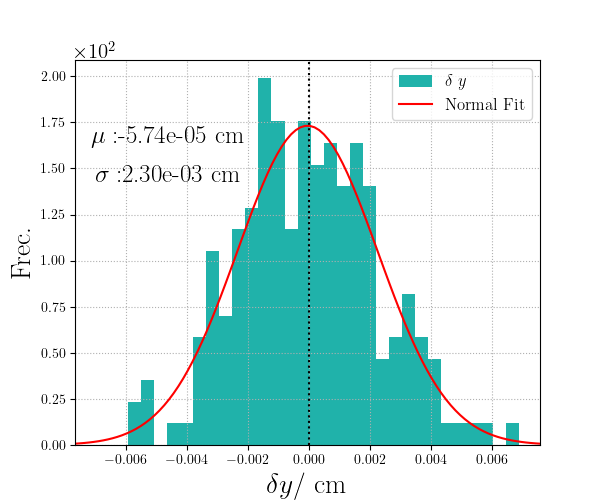 ×10²
δ y
Normal Fit
μ :-5.74e-05 cm
σ :2.30e-03 cm
Frec.
2.00
1.75
1.50
1.25
1.00
0.75
0.50
0.25
0.00
−0.006 −0.004 −0.002 0.000 0.002 0.004 0.006
δy/ cm